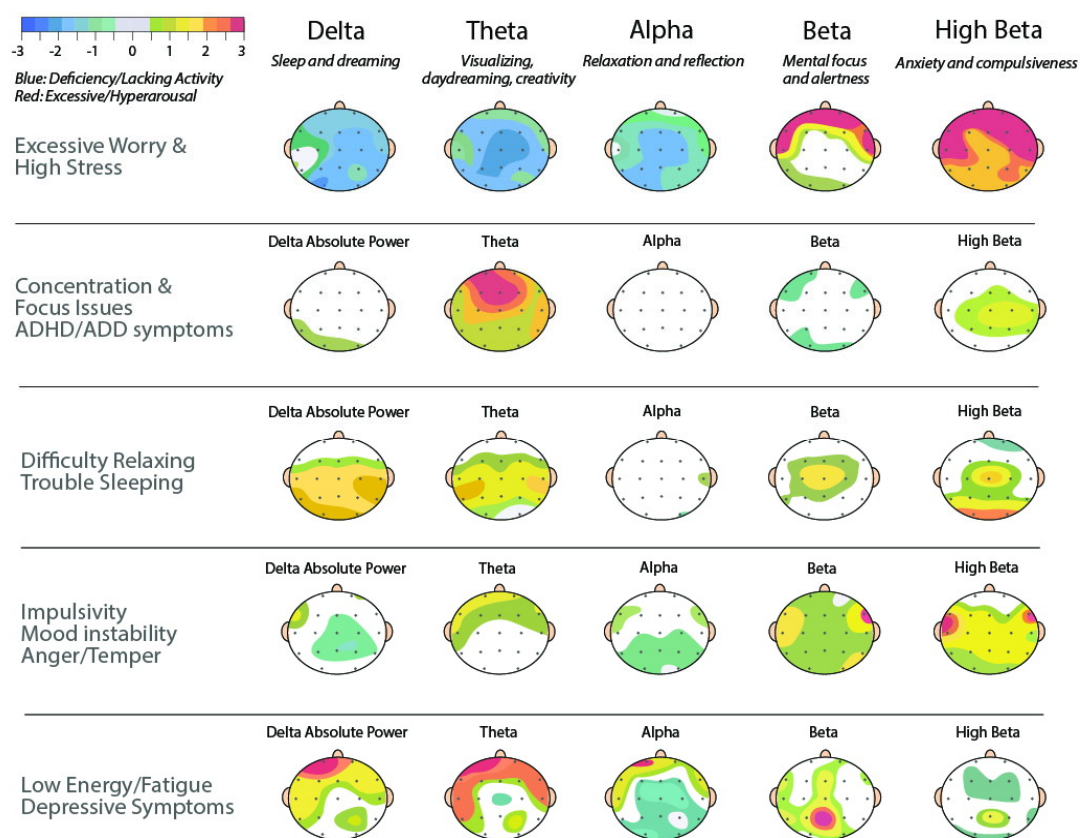 -3 -2 -1 0 1 2 3
Blue: Deficiency/Lacking Activity
Red: Excessive/Hyperarousal
Delta
Sleep and dreaming
Theta
Visualizing,
daydreaming, creativity
Alpha
Relaxation and reflection
Beta
Mental focus
and alertness
High Beta
Anxiety and compulsiveness
Excessive Worry &
High Stress
Delta Absolute Power Theta Alpha Beta High Beta
Concentration &
Focus Issues
ADHD/ADD symptoms
Delta Absolute Power Theta Alpha Beta High Beta
Difficulty Relaxing
Trouble Sleeping
Delta Absolute Power Theta Alpha Beta High Beta
Impulsivity
Mood instability
Anger/Temper
Delta Absolute Power Theta Alpha Beta High Beta
Low Energy/Fatigue
Depressive Symptoms